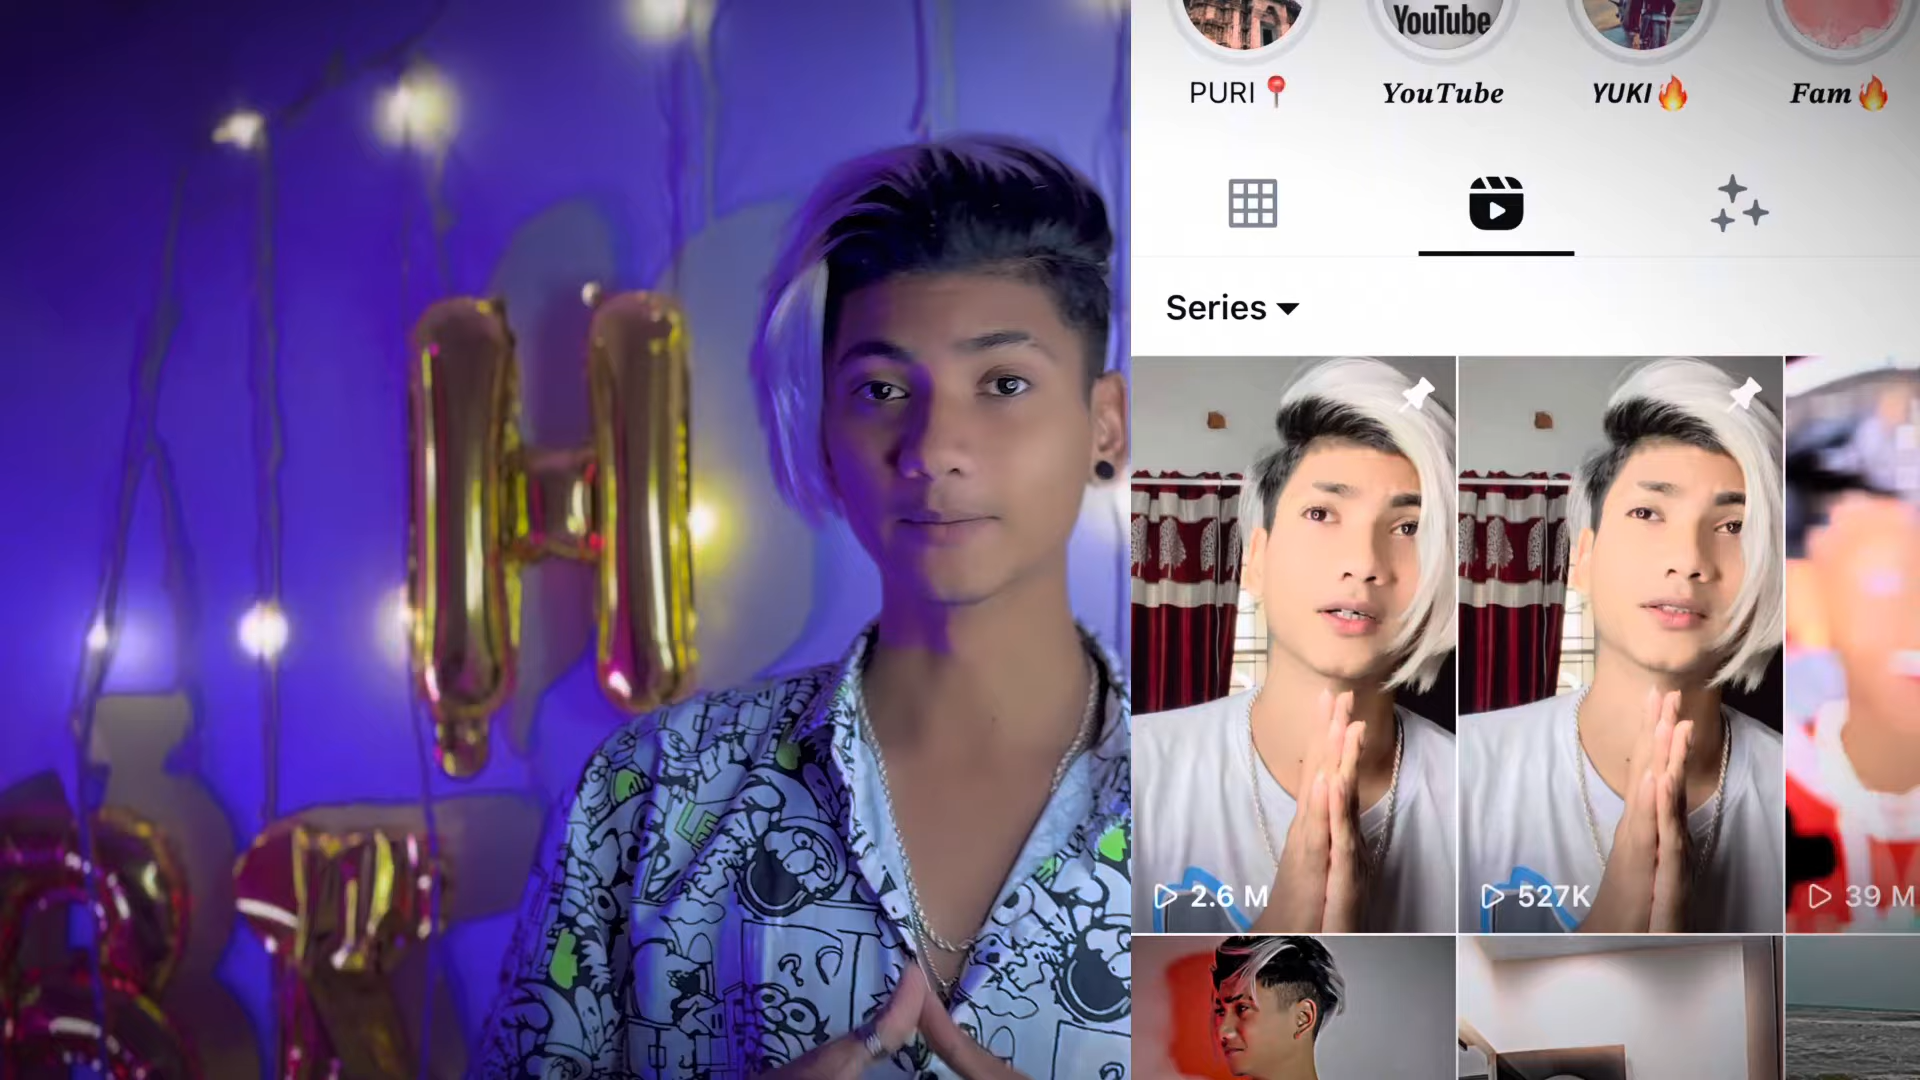 H
YouTube
PURI📍
YouTube
YUKI🔥
Fam🔥
Series
2.6 M
527K
39 M